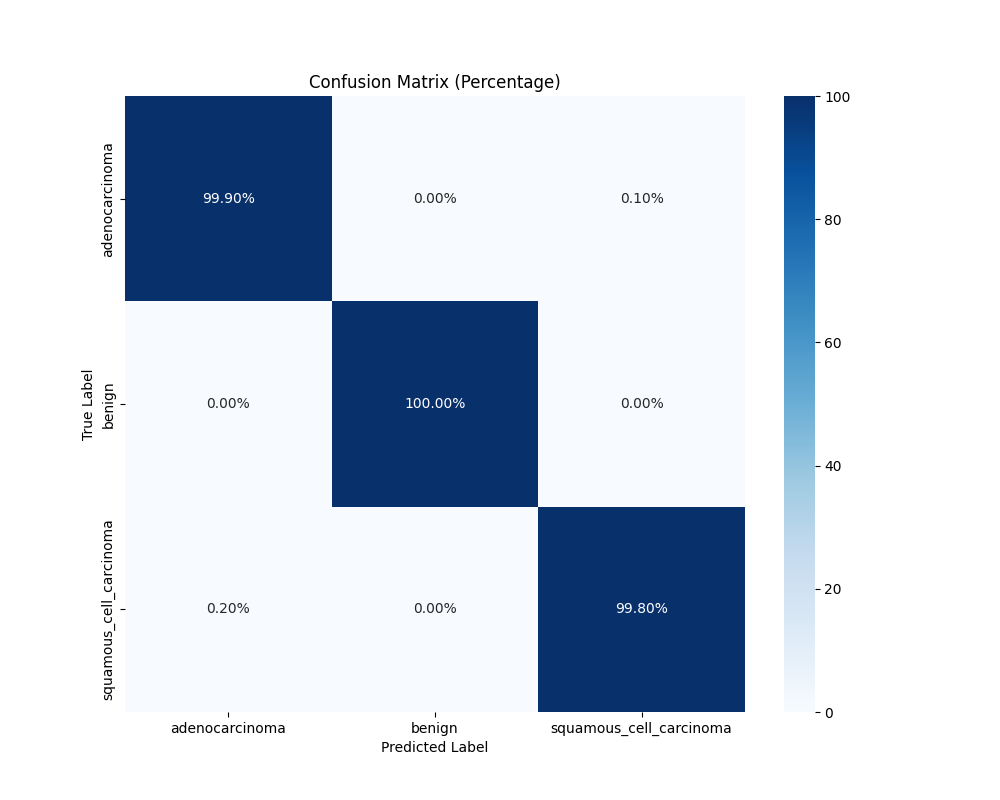 Confusion Matrix (Percentage)
True Label
adenocarcinoma
benign
squamous_cell_carcinoma
99.90% 0.00% 0.10%
0.00% 100.00% 0.00%
0.20% 0.00% 99.80%
adenocarcinoma benign squamous_cell_carcinoma
Predicted Label
100
80
60
40
20
0